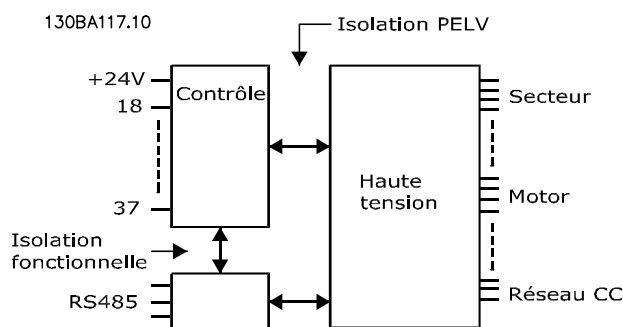 130BA117.10
Isolation PELV
+24V
18
37
Contrôle
Haute
tension
Secteur
Motor
Réseau CC
Isolation
fonctionnelle
RS485